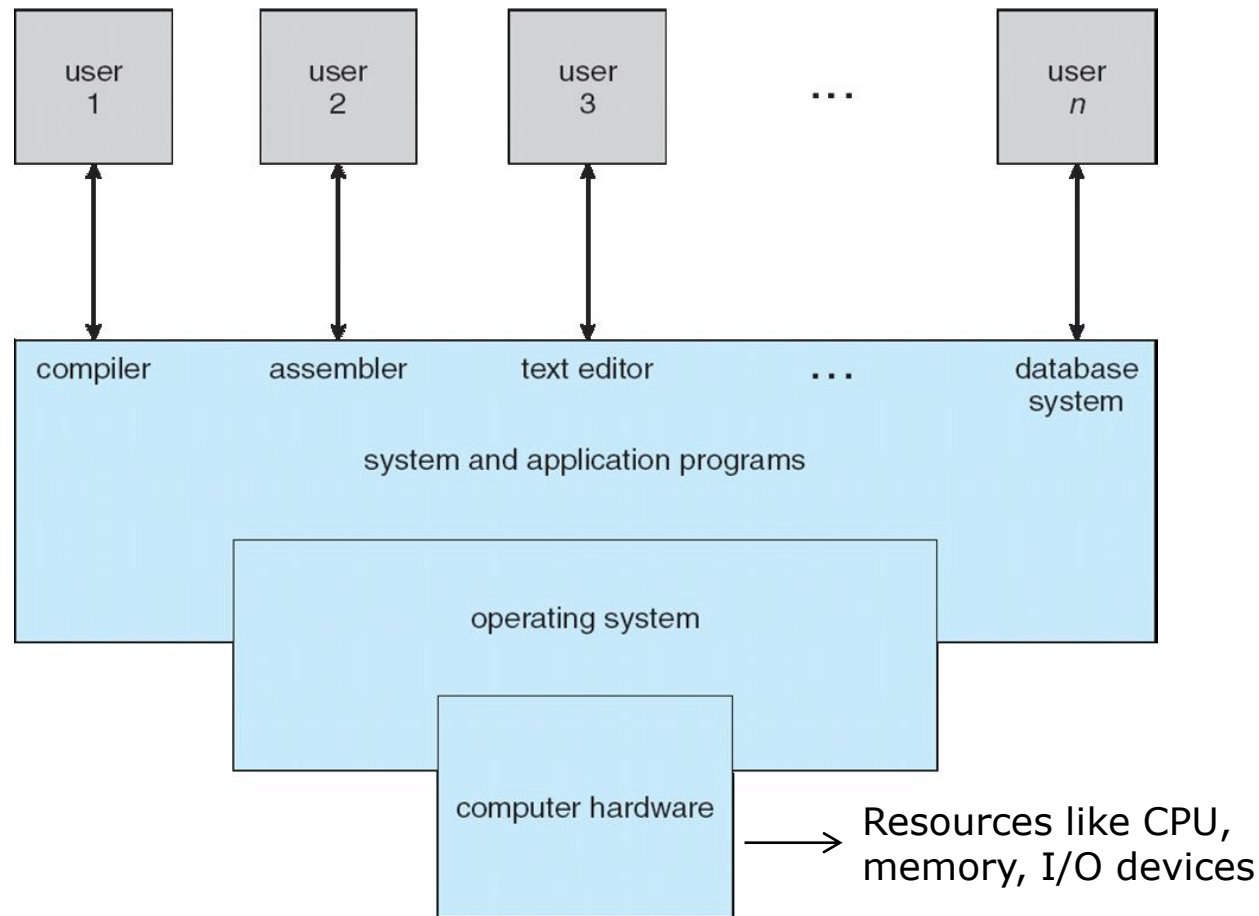 user
1
user
2
user
3
...
user
n
compiler
assembler
text editor
...
database
system
system and application programs
operating system
computer hardware
Resources like CPU,
memory, I/O devices